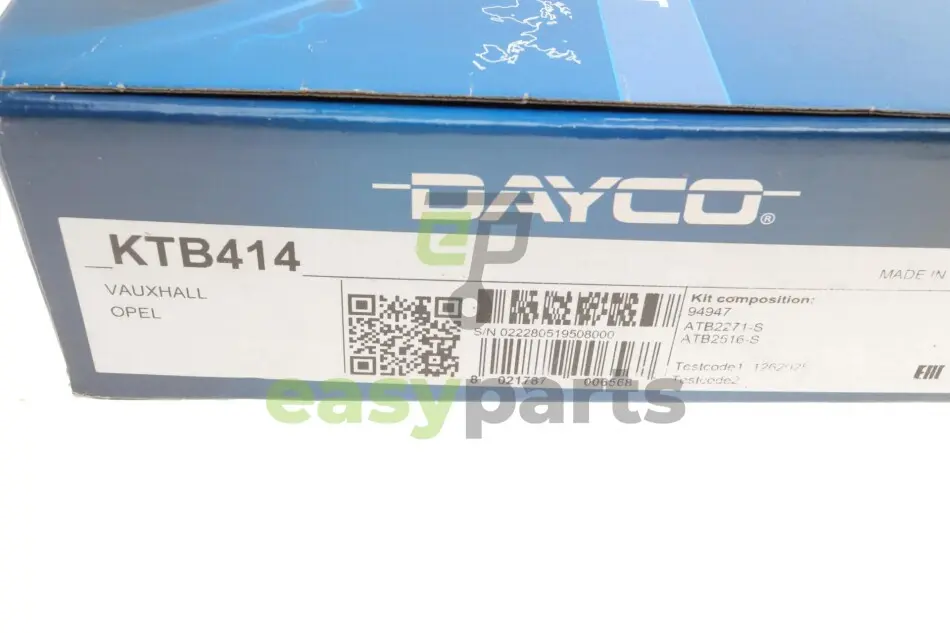 DAYCO®
KTB414
MADE IN
VAUXHALL
OPEL
Kit composition:
94947
ATB2271-S
ATB2516-S
S/N 022280519508000
Testcode1
8 021787 006568
Testcode2
EAC
ep
easyparts